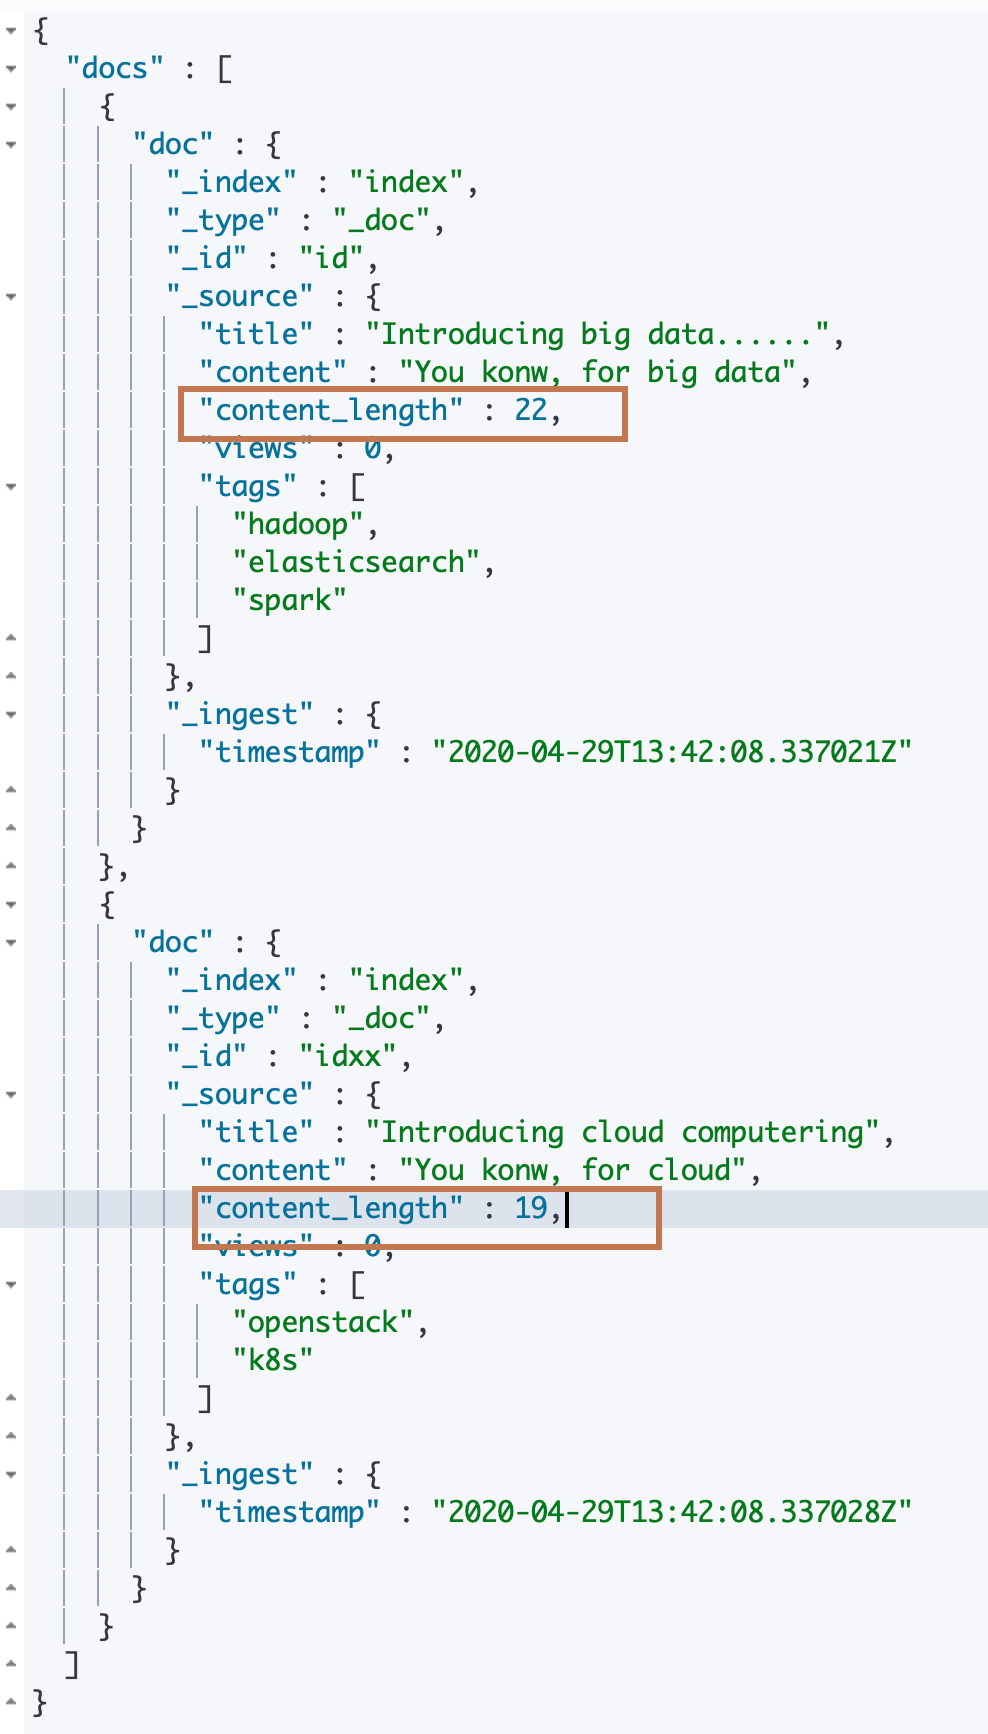 {
"docs" : [
{
"doc" : {
"_index" : "index",
"_type" : "_doc",
"_id" : "id",
"_source" : {
"title" : "Introducing big data......",
"content" : "You konw, for big data",
"content_length" : 22,
"views" : 0,
"tags" : [
"hadoop",
"elasticsearch",
"spark"
]
},
"_ingest" : {
"timestamp" : "2020-04-29T13:42:08.337021Z"
}
}
},
{
"doc" : {
"_index" : "index",
"_type" : "_doc",
"_id" : "idxx",
"_source" : {
"title" : "Introducing cloud computering",
"content" : "You konw, for cloud",
"content_length" : 19,
"views" : 0,
"tags" : [
"openstack",
"k8s"
]
},
"_ingest" : {
"timestamp" : "2020-04-29T13:42:08.337028Z"
}
}
}
]
}